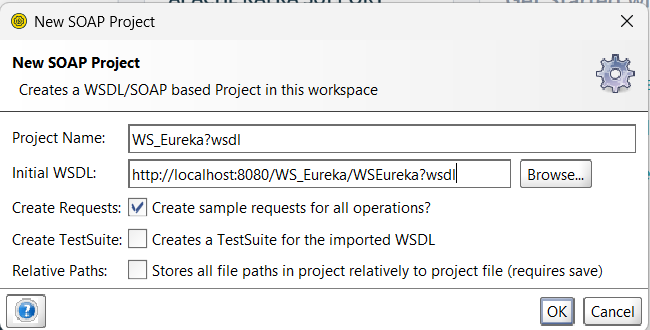 New SOAP Project
New SOAP Project
Creates a WSDL/SOAP based Project in this workspace
Project Name: WS_Eureka?wsdl
Initial WSDL: http://localhost:8080/WS_Eureka/WSEureka?wsdl Browse...
Create Requests: Create sample requests for all operations?
Create TestSuite: Creates a TestSuite for the imported WSDL
Relative Paths: Stores all file paths in project relatively to project file (requires save)
? OK Cancel